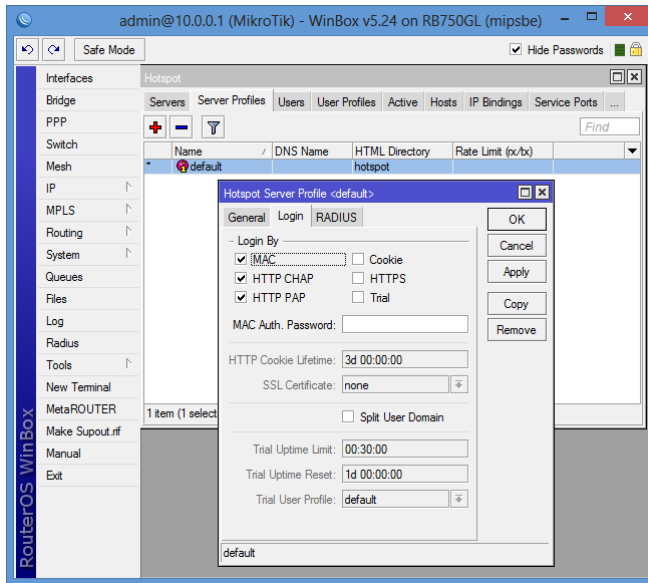 admin@10.0.0.1 (MikroTik) - WinBox v5.24 on RB750GL (mipsbe)
Safe Mode
Hide Passwords
Interfaces
Bridge
PPP
Switch
Mesh
IP
MPLS
Routing
System
Queues
Files
Log
Radius
Tools
New Terminal
MetaROUTER
Make Supout.rif
Manual
Exit
RouterOS WinBox
Hotspot
Servers Server Profiles Users User Profiles Active Hosts IP Bindings Service Ports ...
Find
Name / DNS Name HTML Directory Rate Limit (rx/tx)
* default hotspot
1 item (1 select
Hotspot Server Profile <default>
General Login RADIUS
Login By
MAC Cookie
HTTP CHAP HTTPS
HTTP PAP Trial
MAC Auth. Password:
HTTP Cookie Lifetime: 3d 00:00:00
SSL Certificate: none
Split User Domain
Trial Uptime Limit: 00:30:00
Trial Uptime Reset: 1d 00:00:00
Trial User Profile: default
OK
Cancel
Apply
Copy
Remove
default